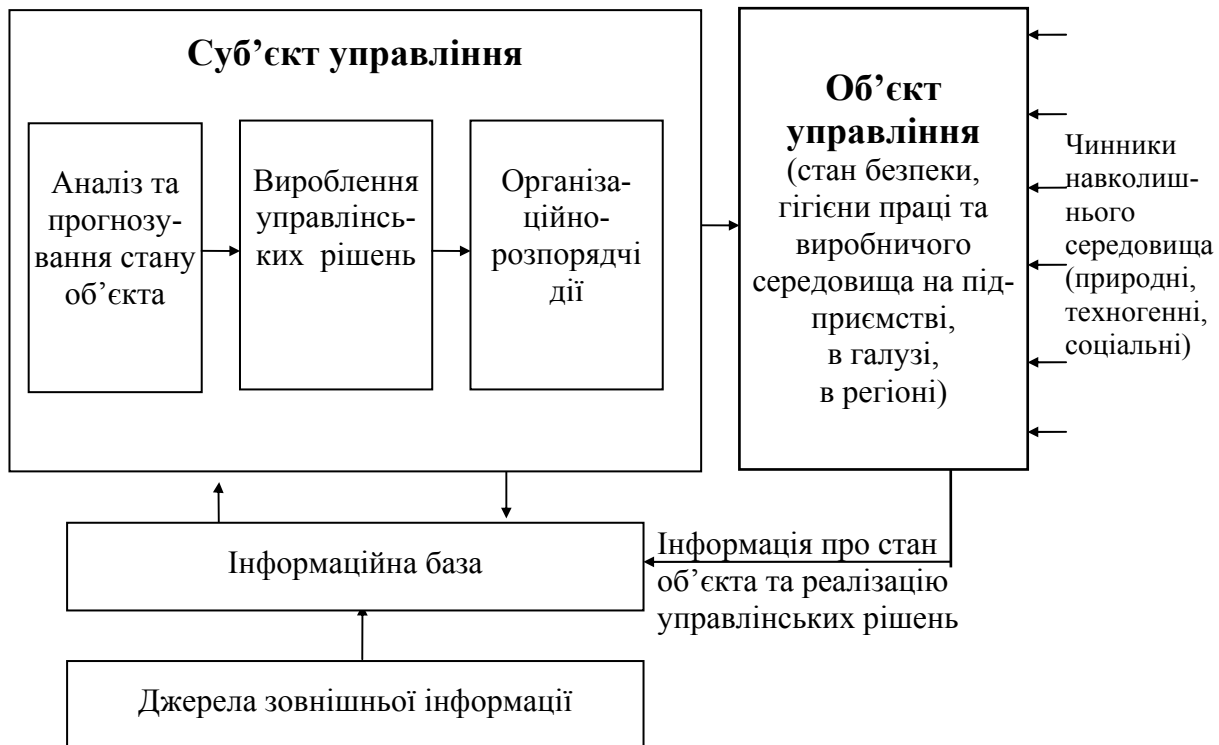 Суб’єкт управління
Аналіз та
прогнозу-
вання стану
об’єкта
Вироблення
управлінсь-
ких рішень
Організа-
ційно-
розпорядчі
дії
Об’єкт
управління
(стан безпеки,
гігієни праці та
виробничого
середовища на під-
приємстві,
в галузі,
в регіоні)
Чинники
навколиш-
нього
середовища
(природні,
техногенні,
соціальні)
Інформаційна база
Інформація про стан
об’єкта та реалізацію
управлінських рішень
Джерела зовнішньої інформації